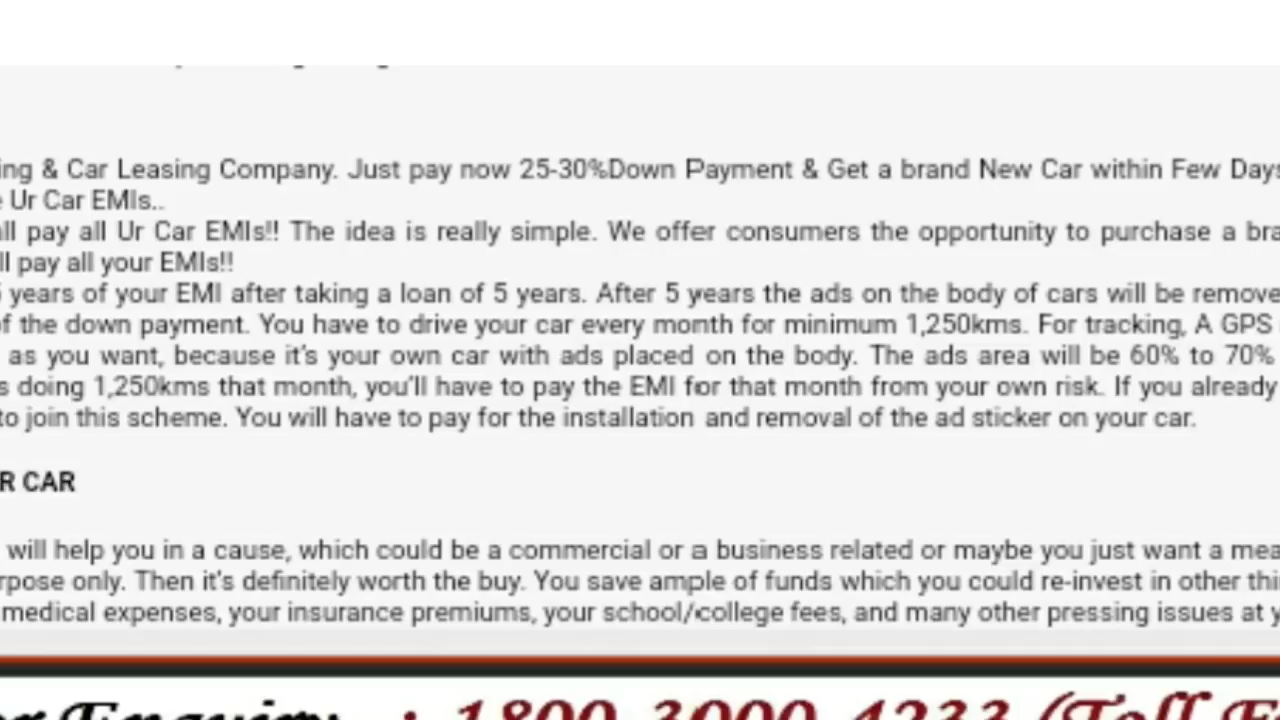 ing & Car Leasing Company. Just pay now 25-30%Down Payment & Get a brand New Car within Few Days
e Ur Car EMIs..
all pay all Ur Car EMIs!! The idea is really simple. We offer consumers the opportunity to purchase a bra
ll pay all your EMIs!!
5 years of your EMI after taking a loan of 5 years. After 5 years the ads on the body of cars will be remove
of the down payment. You have to drive your car every month for minimum 1,250kms. For tracking, A GPS
as you want, because it's your own car with ads placed on the body. The ads area will be 60% to 70%
s doing 1,250kms that month, you'll have to pay the EMI for that month from your own risk. If you already
to join this scheme. You will have to pay for the installation and removal of the ad sticker on your car.
R CAR
will help you in a cause, which could be a commercial or a business related or maybe you just want a mea
rpose only. Then it's definitely worth the buy. You save ample of funds which you could re-invest in other thi
medical expenses, your insurance premiums, your school/college fees, and many other pressing issues at y
or Enquiry : 1800-3000-4233 (Toll F